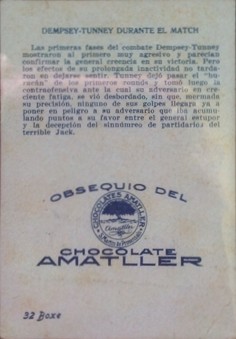 DEMPSEY-TUNNEY DURANTE EL MATCH
Las primeras fases del combate Dempsey-Tunney
mostraron al primero muy agresivo y parecían
confirmar la general creencia en su victoria. Pero
los efectos de su prolongada inactividad no tarda-
ron en dejarse sentir. Tunney dejó pasar el "hu-
racán" de los primeros rounds y tomó luego la
contraofensiva ante la cual su adversario en cre-
ciente fatiga, se vió desbordado, sin que, mermada
su precisión, ninguno de sus golpes llegara ya a
poner en peligro a su adversario que iba acumu-
lando puntos a su favor entre el general estupor
y la decepción del sinnúmero de partidarios del
terrible Jack.
OBSEQUIO DEL
CHOCOLATES AMATLLER
CHOCOLATE
AMATLLER
32 Boxe